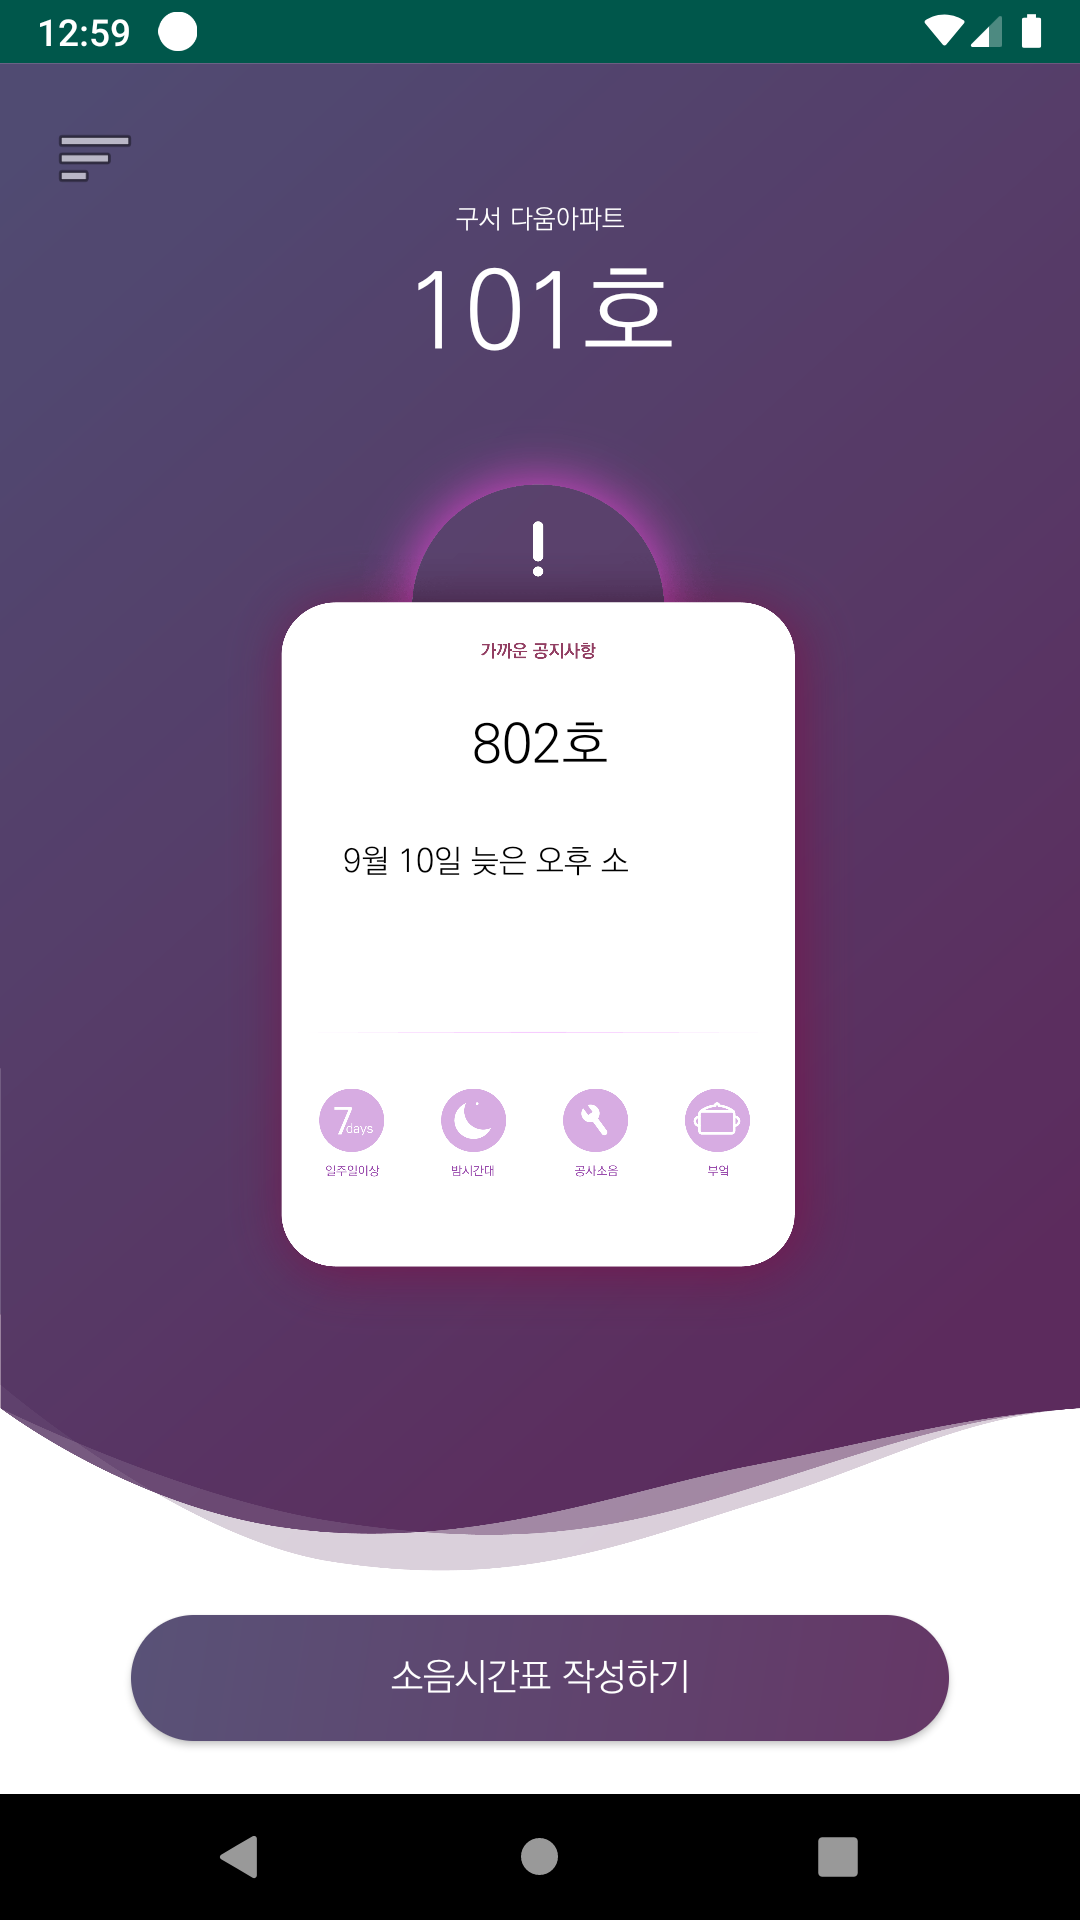 12:59
구서 다움아파트
101호
가까운 공지사항
802호
9월 10일 늦은 오후 소
7days
일주일이상 밤시간대 공사소음 부엌
소음시간표 작성하기